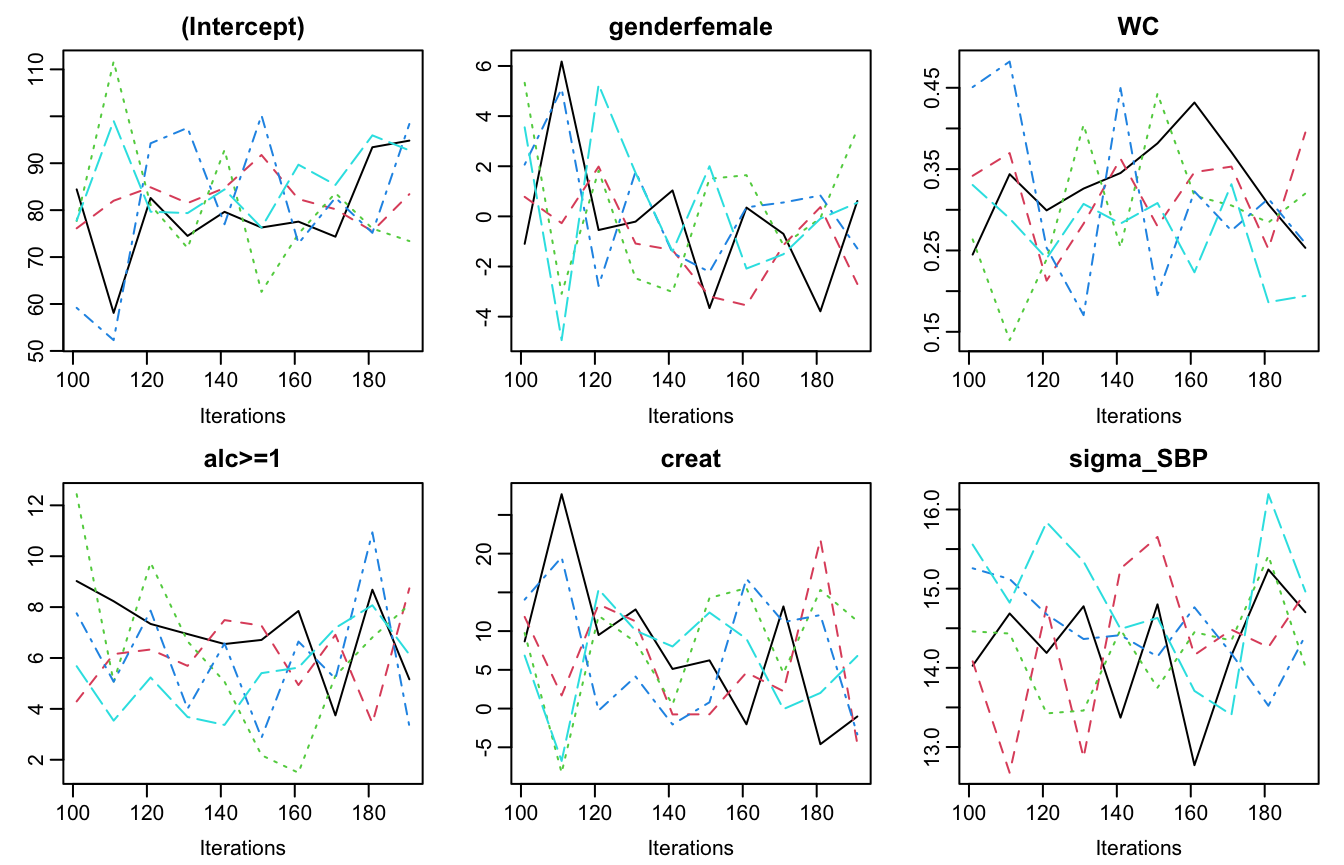 (Intercept) genderfemale WC
110
90
80
70
60
50
100 120 140 160 180
Iterations
6
4
2
0
-2
-4
100 120 140 160 180
Iterations
0.45
0.35
0.25
0.15
100 120 140 160 180
Iterations
alc>=1 creat sigma_SBP
12
10
8
6
4
2
100 120 140 160 180
Iterations
20
10
5
0
-5
100 120 140 160 180
Iterations
16.0
15.0
14.0
13.0
100 120 140 160 180
Iterations